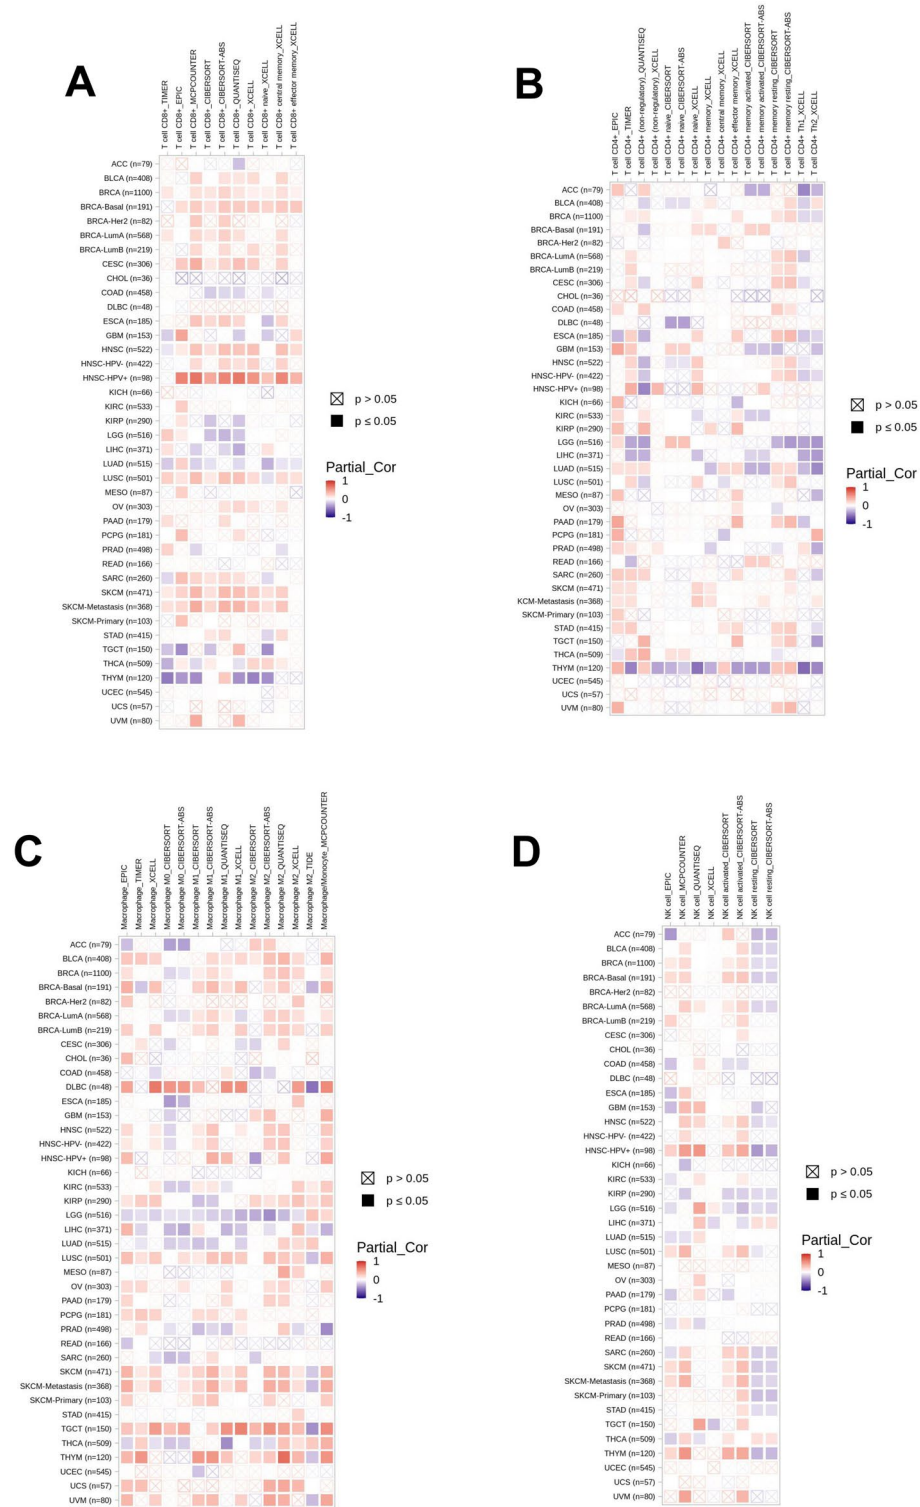 A
T cell CD8+_TIMER
T cell CD8+_EPIC
T cell CD8+_MCPCOUNTER
T cell CD8+_CIBERSORT
T cell CD8+_CIBERSORT-ABS
T cell CD8+_QUANTISEQ
T cell CD8+_XCELL
T cell CD8+ naive_XCELL
T cell CD8+ central memory_XCELL
T cell CD8+ effector memory_XCELL
ACC (n=79)
BLCA (n=408)
BRCA (n=1100)
BRCA-Basal (n=191)
BRCA-Her2 (n=82)
BRCA-LumA (n=568)
BRCA-LumB (n=219)
CESC (n=306)
CHOL (n=36)
COAD (n=458)
DLBC (n=48)
ESCA (n=185)
GBM (n=153)
HNSC (n=522)
HNSC-HPV- (n=422)
HNSC-HPV+ (n=98)
KICH (n=66)
KIRC (n=533)
KIRP (n=290)
LGG (n=516)
LIHC (n=371)
LUAD (n=515)
LUSC (n=501)
MESO (n=87)
OV (n=303)
PAAD (n=179)
PCPG (n=181)
PRAD (n=498)
READ (n=166)
SARC (n=260)
SKCM (n=471)
SKCM-Metastasis (n=368)
SKCM-Primary (n=103)
STAD (n=415)
TGCT (n=150)
THCA (n=509)
THYM (n=120)
UCEC (n=545)
UCS (n=57)
UVM (n=80)
p > 0.05
p ≤ 0.05
Partial_Cor
1
0
-1
B
T cell CD4+_EPIC
T cell CD4+_TIMER
T cell CD4+ (non-regulatory)_QUANTISEQ
T cell CD4+ (non-regulatory)_XCELL
T cell CD4+ naive_CIBERSORT
T cell CD4+ naive_CIBERSORT-ABS
T cell CD4+ naive_XCELL
T cell CD4+ memory_XCELL
T cell CD4+ central memory_XCELL
T cell CD4+ effector memory_XCELL
T cell CD4+ memory activated_CIBERSORT
T cell CD4+ memory activated_CIBERSORT-ABS
T cell CD4+ memory resting_CIBERSORT
T cell CD4+ memory resting_CIBERSORT-ABS
T cell CD4+ Th1_XCELL
T cell CD4+ Th2_XCELL
ACC (n=79)
BLCA (n=408)
BRCA (n=1100)
BRCA-Basal (n=191)
BRCA-Her2 (n=82)
BRCA-LumA (n=568)
BRCA-LumB (n=219)
CESC (n=306)
CHOL (n=36)
COAD (n=458)
DLBC (n=48)
ESCA (n=185)
GBM (n=153)
HNSC (n=522)
HNSC-HPV- (n=422)
HNSC-HPV+ (n=98)
KICH (n=66)
KIRC (n=533)
KIRP (n=290)
LGG (n=516)
LIHC (n=371)
LUAD (n=515)
LUSC (n=501)
MESO (n=87)
OV (n=303)
PAAD (n=179)
PCPG (n=181)
PRAD (n=498)
READ (n=166)
SARC (n=260)
SKCM (n=471)
KCM-Metastasis (n=368)
SKCM-Primary (n=103)
STAD (n=415)
TGCT (n=150)
THCA (n=509)
THYM (n=120)
UCEC (n=545)
UCS (n=57)
UVM (n=80)
p > 0.05
p ≤ 0.05
Partial_Cor
1
0
-1
C
Macrophage_EPIC
Macrophage_TIMER
Macrophage_XCELL
Macrophage M0_CIBERSORT
Macrophage M0_CIBERSORT-ABS
Macrophage M1_CIBERSORT
Macrophage M1_CIBERSORT-ABS
Macrophage M1_QUANTISEQ
Macrophage M1_XCELL
Macrophage M2_CIBERSORT
Macrophage M2_CIBERSORT-ABS
Macrophage M2_QUANTISEQ
Macrophage M2_XCELL
Macrophage M2_TIDE
Macrophage/Monocyte_MCPCOUNTER
ACC (n=79)
BLCA (n=408)
BRCA (n=1100)
BRCA-Basal (n=191)
BRCA-Her2 (n=82)
BRCA-LumA (n=568)
BRCA-LumB (n=219)
CESC (n=306)
CHOL (n=36)
COAD (n=458)
DLBC (n=48)
ESCA (n=185)
GBM (n=153)
HNSC (n=522)
HNSC-HPV- (n=422)
HNSC-HPV+ (n=98)
KICH (n=66)
KIRC (n=533)
KIRP (n=290)
LGG (n=516)
LIHC (n=371)
LUAD (n=515)
LUSC (n=501)
MESO (n=87)
OV (n=303)
PAAD (n=179)
PCPG (n=181)
PRAD (n=498)
READ (n=166)
SARC (n=260)
SKCM (n=471)
SKCM-Metastasis (n=368)
SKCM-Primary (n=103)
STAD (n=415)
TGCT (n=150)
THCA (n=509)
THYM (n=120)
UCEC (n=545)
UCS (n=57)
UVM (n=80)
p > 0.05
p ≤ 0.05
Partial_Cor
1
0
-1
D
NK cell_EPIC
NK cell_MCPCOUNTER
NK cell_QUANTISEQ
NK cell_XCELL
NK cell activated_CIBERSORT
NK cell activated_CIBERSORT-ABS
NK cell resting_CIBERSORT
NK cell resting_CIBERSORT-ABS
ACC (n=79)
BLCA (n=408)
BRCA (n=1100)
BRCA-Basal (n=191)
BRCA-Her2 (n=82)
BRCA-LumA (n=568)
BRCA-LumB (n=219)
CESC (n=306)
CHOL (n=36)
COAD (n=458)
DLBC (n=48)
ESCA (n=185)
GBM (n=153)
HNSC (n=522)
HNSC-HPV- (n=422)
HNSC-HPV+ (n=98)
KICH (n=66)
KIRC (n=533)
KIRP (n=290)
LGG (n=516)
LIHC (n=371)
LUAD (n=515)
LUSC (n=501)
MESO (n=87)
OV (n=303)
PAAD (n=179)
PCPG (n=181)
PRAD (n=498)
READ (n=166)
SARC (n=260)
SKCM (n=471)
SKCM-Metastasis (n=368)
SKCM-Primary (n=103)
STAD (n=415)
TGCT (n=150)
THCA (n=509)
THYM (n=120)
UCEC (n=545)
UCS (n=57)
UVM (n=80)
p > 0.05
p ≤ 0.05
Partial_Cor
1
0
-1